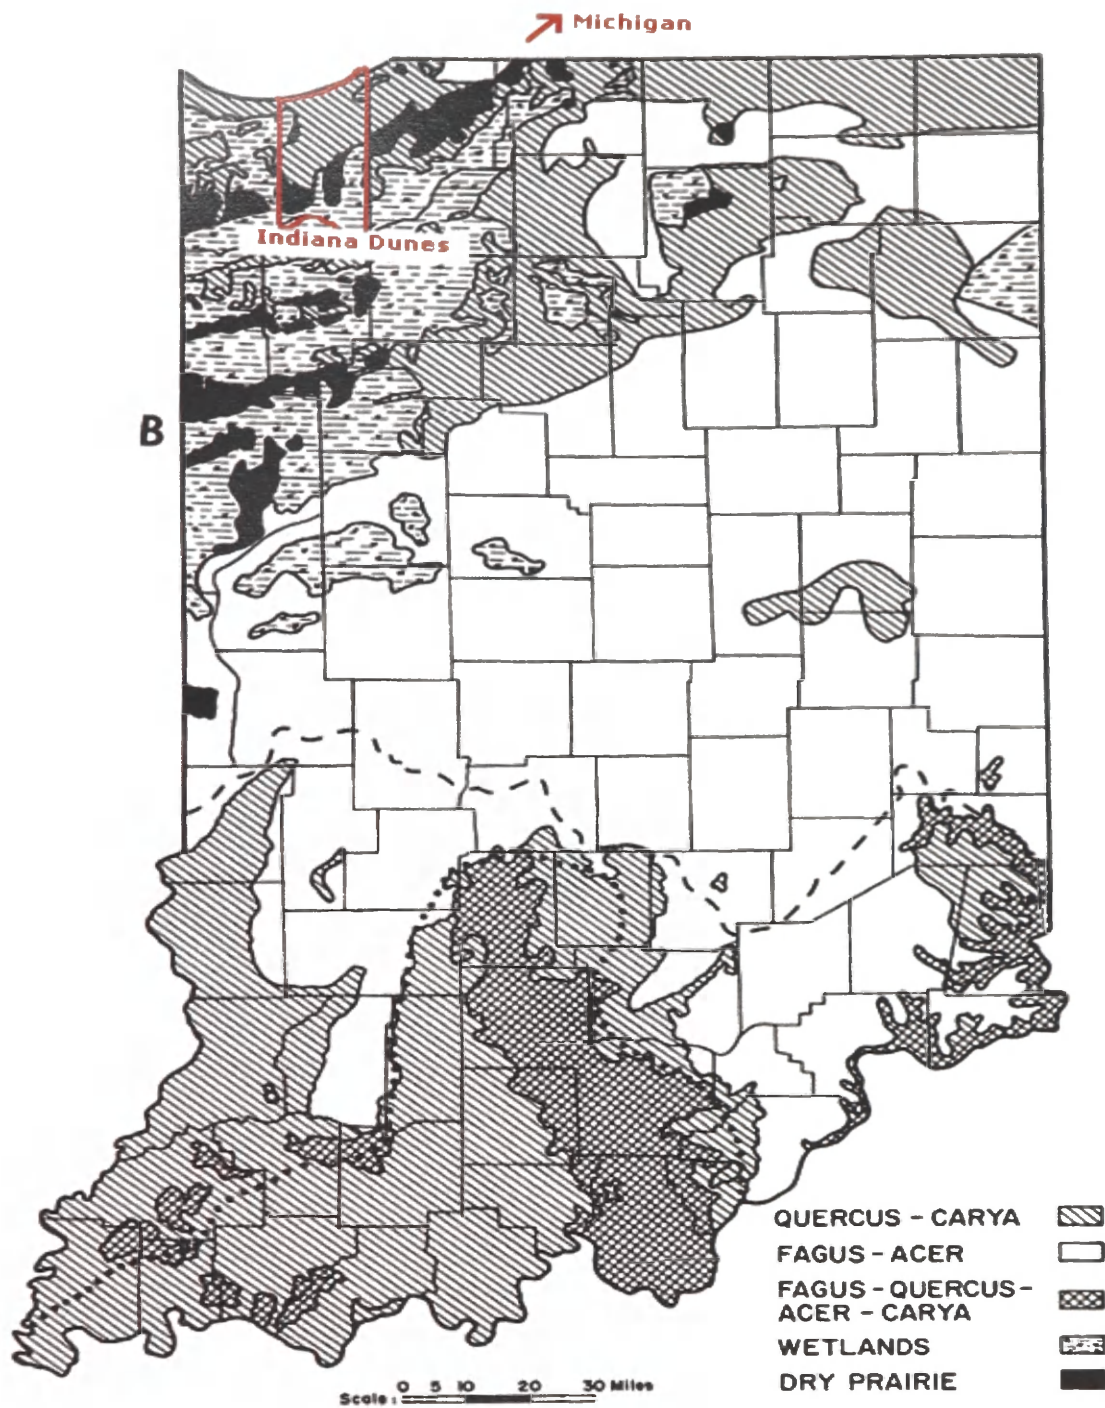 Michigan
Indiana Dunes
B
B
QUERCUS - CARYA
FAGUS - ACER
FAGUS - QUERCUS -
ACER - CARYA
WETLANDS
DRY PRAIRIE
0 5 10 20 30 Miles
Scale: